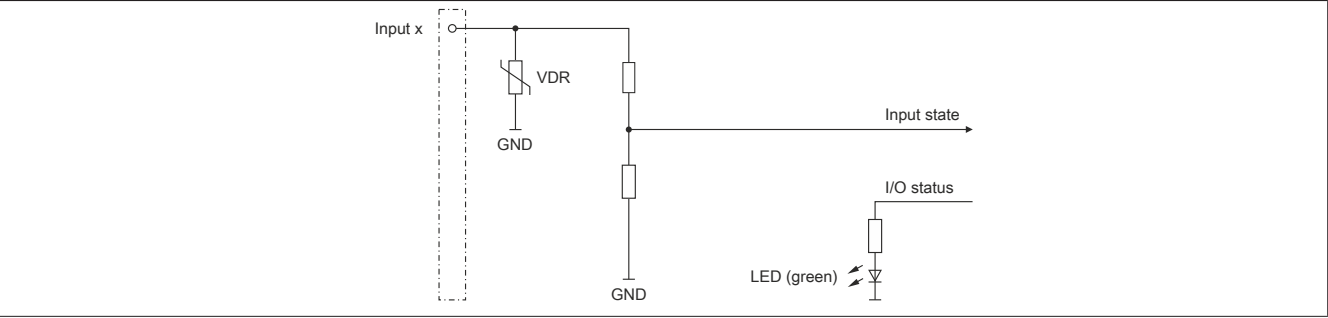 Input x
VDR
Input state
GND
I/O status
LED (green)
GND